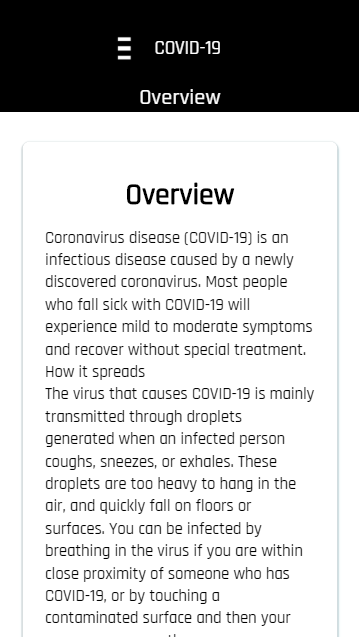 COVID-19
Overview
Overview
Coronavirus disease (COVID-19) is an
infectious disease caused by a newly
discovered coronavirus. Most people
who fall sick with COVID-19 will
experience mild to moderate symptoms
and recover without special treatment.
How it spreads
The virus that causes COVID-19 is mainly
transmitted through droplets
generated when an infected person
coughs, sneezes, or exhales. These
droplets are too heavy to hang in the
air, and quickly fall on floors or
surfaces. You can be infected by
breathing in the virus if you are within
close proximity of someone who has
COVID-19, or by touching a
contaminated surface and then your